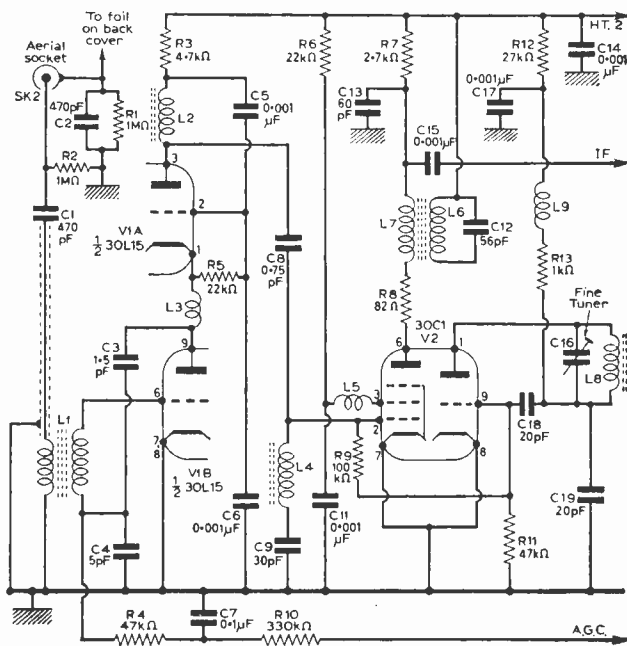 To foil
on back
cover
Aerial
socket
SK2
470pF
C2
R1
1MΩ
R2
1MΩ
C1
470
pF
R3
4·7kΩ
L2
C5
0·001
μF
3
2
V1A
½ 30L15
1
R5
22kΩ
L3
C3
1·5
pF
9
6
7
8
V1B
½ 30L15
L1
C4
5pF
C6
0·001μF
C8
0·75
pF
L4
C9
30pF
R6
22kΩ
R7
2·7kΩ
C13
60
pF
C15
0·001μF
L7
L6
C12
56pF
R8
82Ω
30C1
V2
6
1
L5
3
2
9
7
8
R9
100
kΩ
C11
0·001
μF
R11
47kΩ
C18
20pF
HT.2
R12
27kΩ
C14
0·001
μF
0·001μF
C17
IF
L9
R13
1kΩ
Fine
Tuner
C16
L8
C19
20pF
R4
47kΩ
C7
0·1μF
R10
330kΩ
A.G.C.